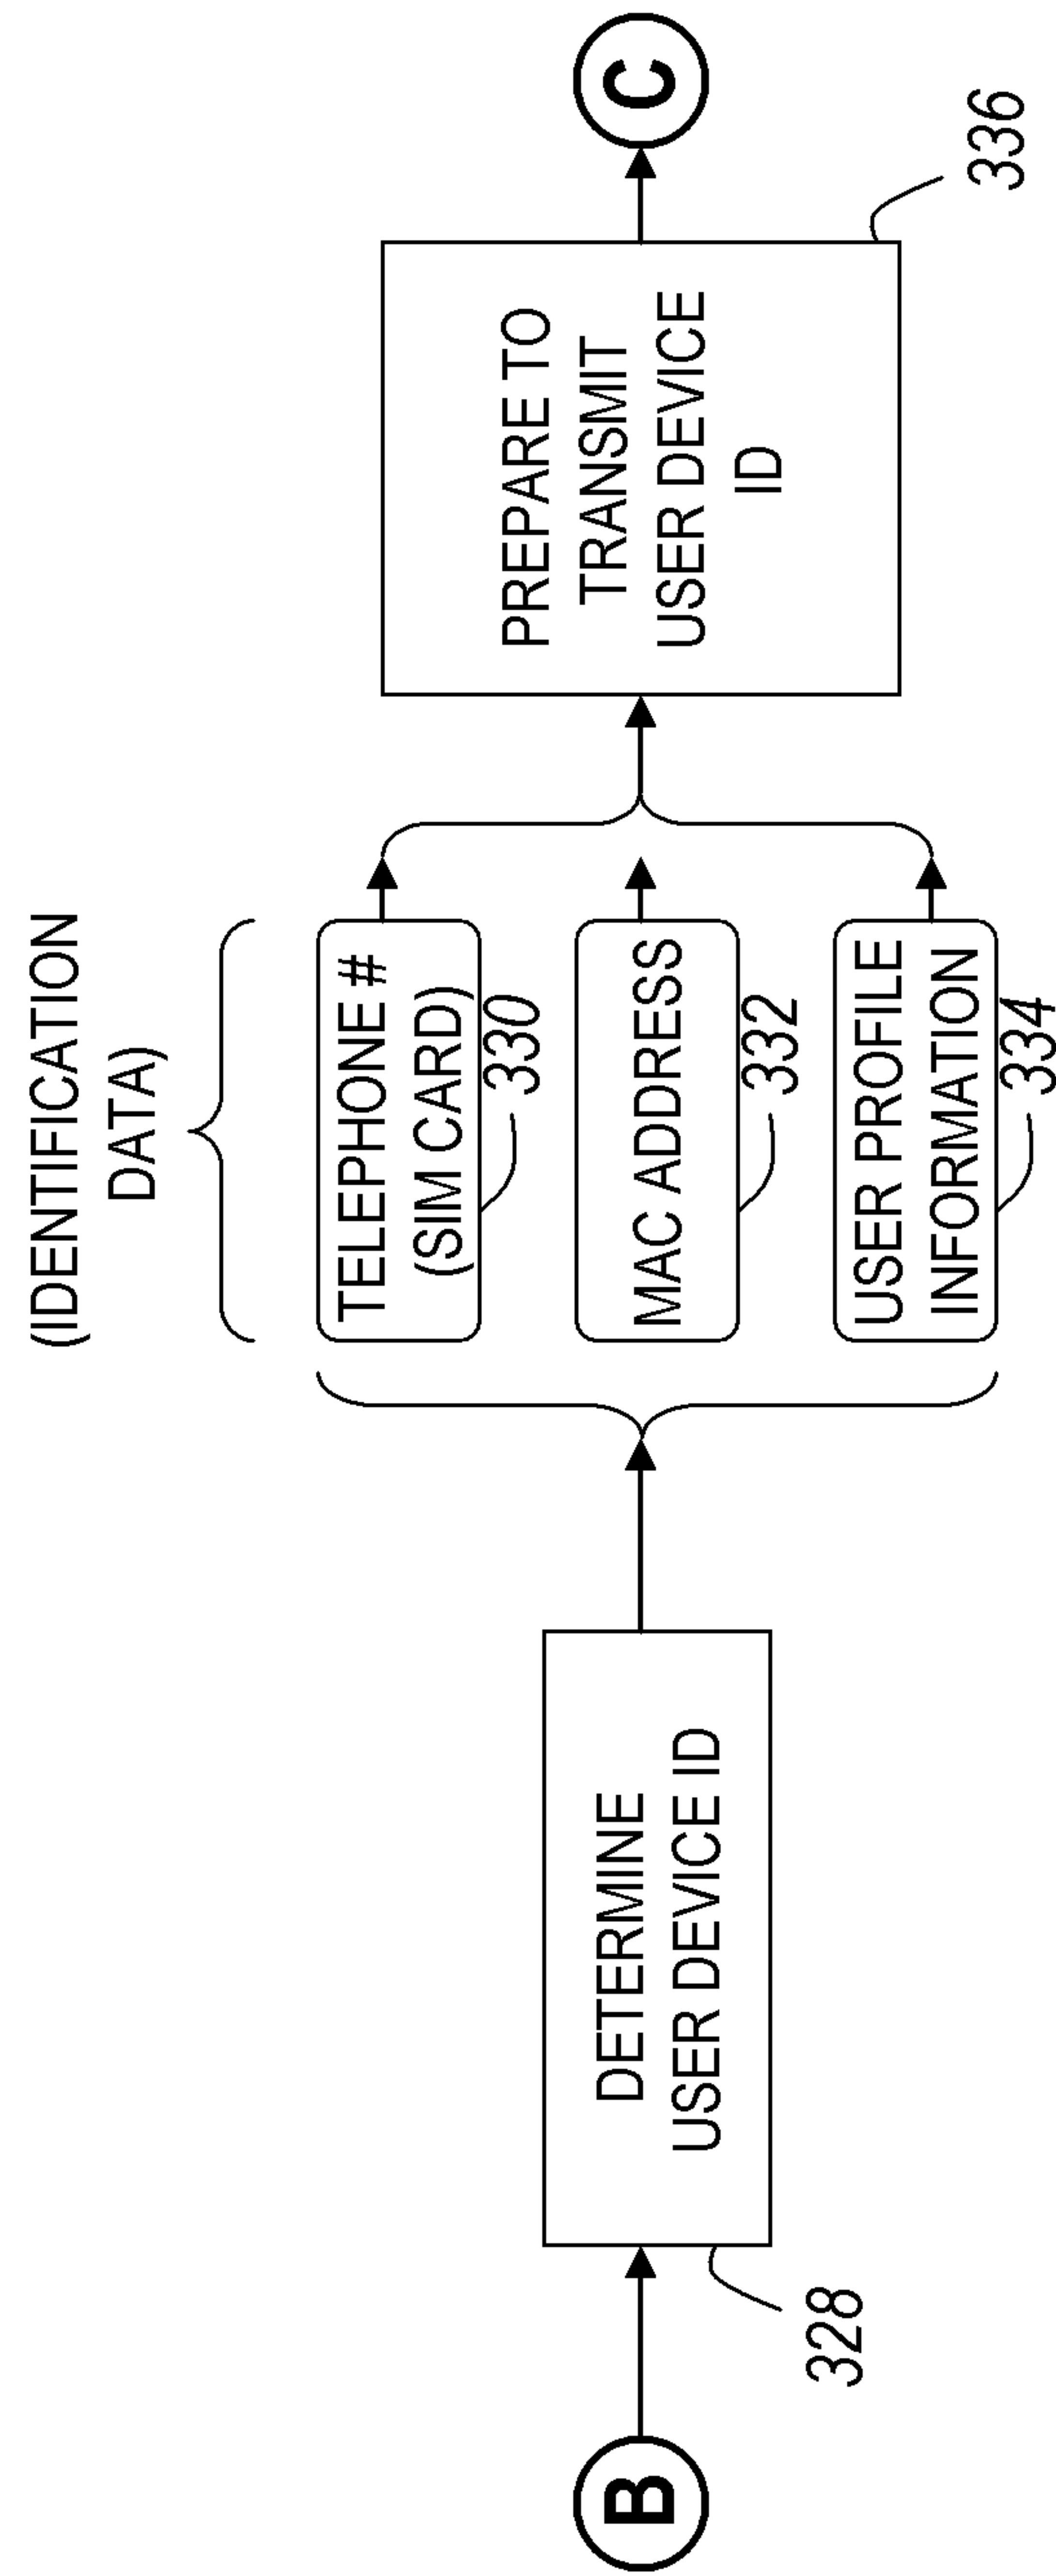 B
DETERMINE
USER DEVICE ID
328
(IDENTIFICATION
DATA)
TELEPHONE #
(SIM CARD)
330
MAC ADDRESS
332
USER PROFILE
INFORMATION
334
PREPARE TO
TRANSMIT
USER DEVICE
ID
336
C